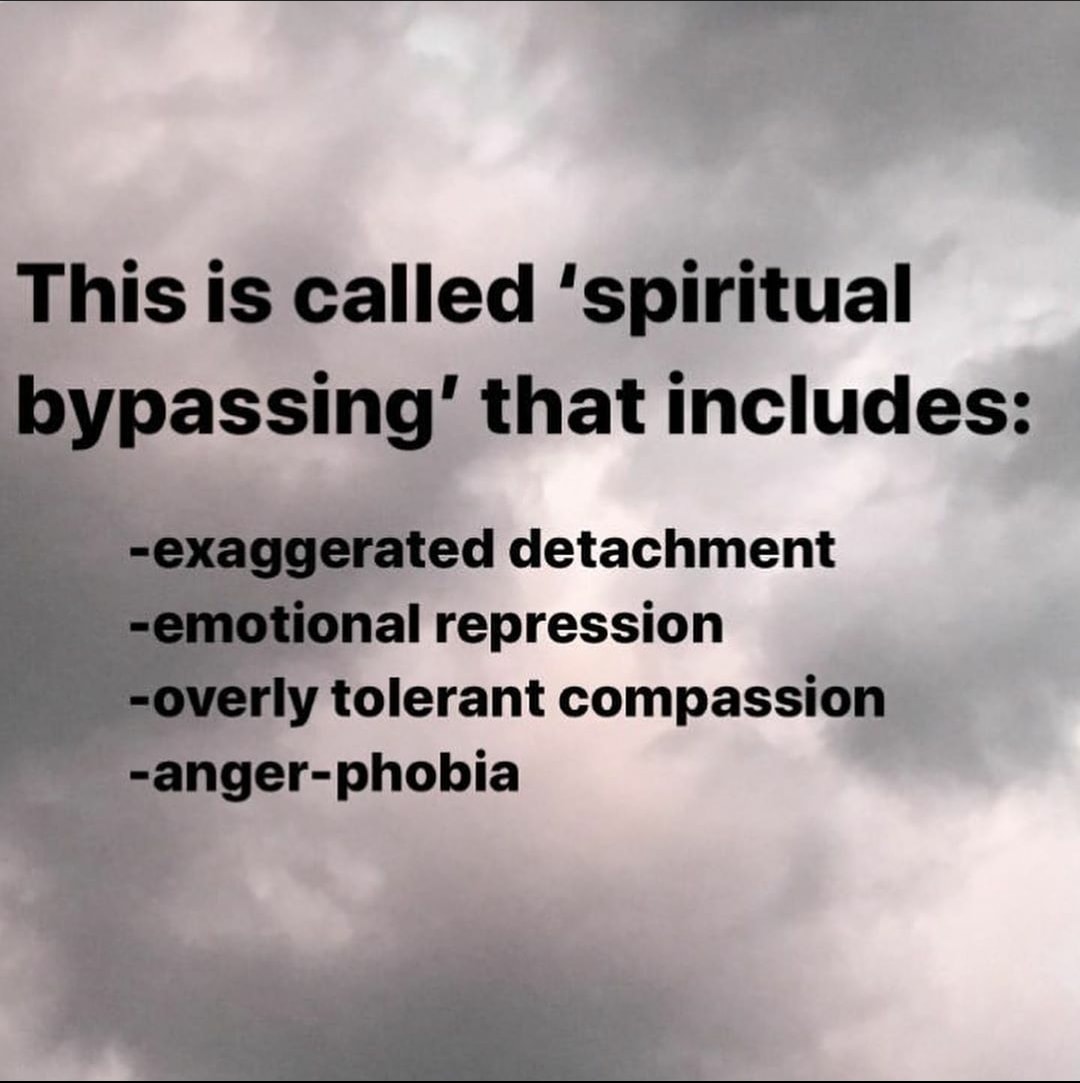 This is called ‘spiritual
bypassing’ that includes:
-exaggerated detachment
-emotional repression
-overly tolerant compassion
-anger-phobia